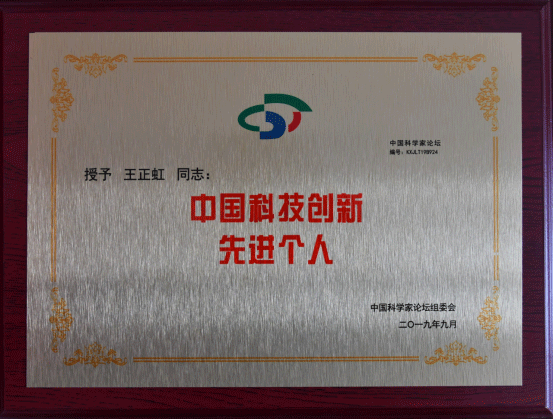 中国科学家论坛
编号：KXJLT198924
授予 王正虹 同志：
中国科技创新
先进个人
中国科学家论坛组委会
二〇一九年九月